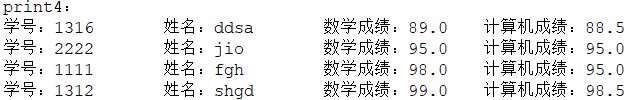 print4:
学号：1316 姓名：ddsa 数学成绩：89.0 计算机成绩：88.5
学号：2222 姓名：jio 数学成绩：95.0 计算机成绩：95.0
学号：1111 姓名：fgh 数学成绩：98.0 计算机成绩：95.0
学号：1312 姓名：shgd 数学成绩：99.0 计算机成绩：98.5